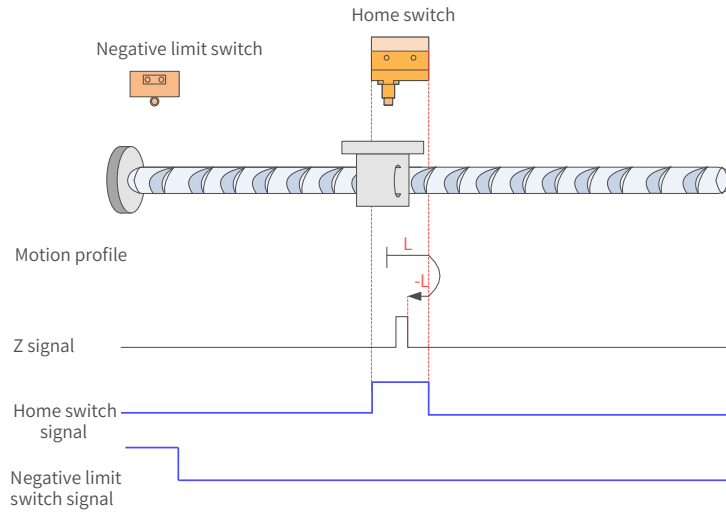 Home switch
Negative limit switch
Motion profile
L
-L
Z signal
Home switch
signal
Negative limit
switch signal